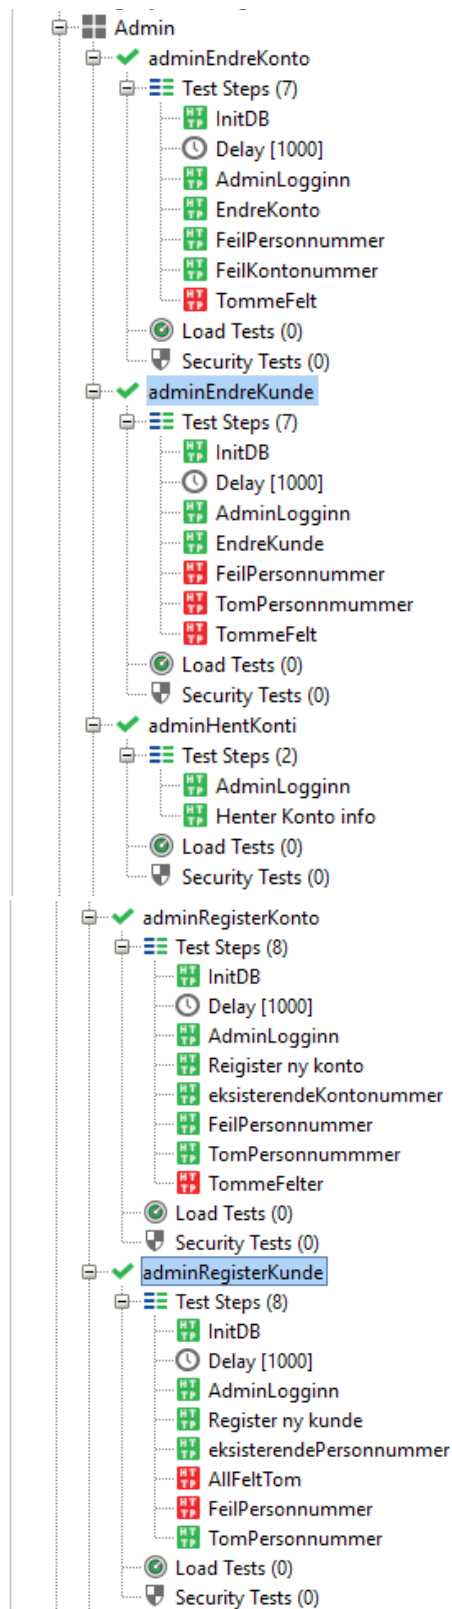 Admin
adminEndreKonto
Test Steps (7)
InitDB
Delay [1000]
AdminLogginn
EndreKonto
FeilPersonnummer
FeilKontonummer
TommeFelt
Load Tests (0)
Security Tests (0)
adminEndreKunde
Test Steps (7)
InitDB
Delay [1000]
AdminLogginn
EndreKunde
FeilPersonnummer
TomPersonnmummer
TommeFelt
Load Tests (0)
Security Tests (0)
adminHentKonti
Test Steps (2)
AdminLogginn
Henter Konto info
Load Tests (0)
Security Tests (0)
adminRegisterKonto
Test Steps (8)
InitDB
Delay [1000]
AdminLogginn
Reigister ny konto
eksisterendeKontonummer
FeilPersonnummer
TomPersonnummmer
TommeFelter
Load Tests (0)
Security Tests (0)
adminRegisterKunde
Test Steps (8)
InitDB
Delay [1000]
AdminLogginn
Register ny kunde
eksisterendePersonnummer
AllFeltTom
FeilPersonnummer
TomPersonnummer
Load Tests (0)
Security Tests (0)